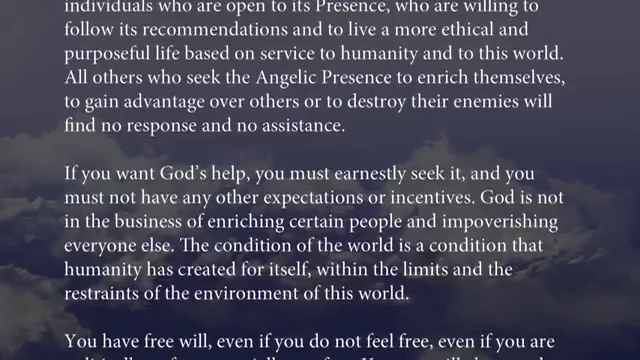 individuals who are open to its Presence, who are willing to
follow its recommendations and to live a more ethical and
purposeful life based on service to humanity and to this world.
All others who seek the Angelic Presence to enrich themselves,
to gain advantage over others or to destroy their enemies will
find no response and no assistance.
If you want God’s help, you must earnestly seek it, and you
must not have any other expectations or incentives. God is not
in the business of enriching certain people and impoverishing
everyone else. The condition of the world is a condition that
humanity has created for itself, within the limits and the
restraints of the environment of this world.
You have free will, even if you do not feel free, even if you are